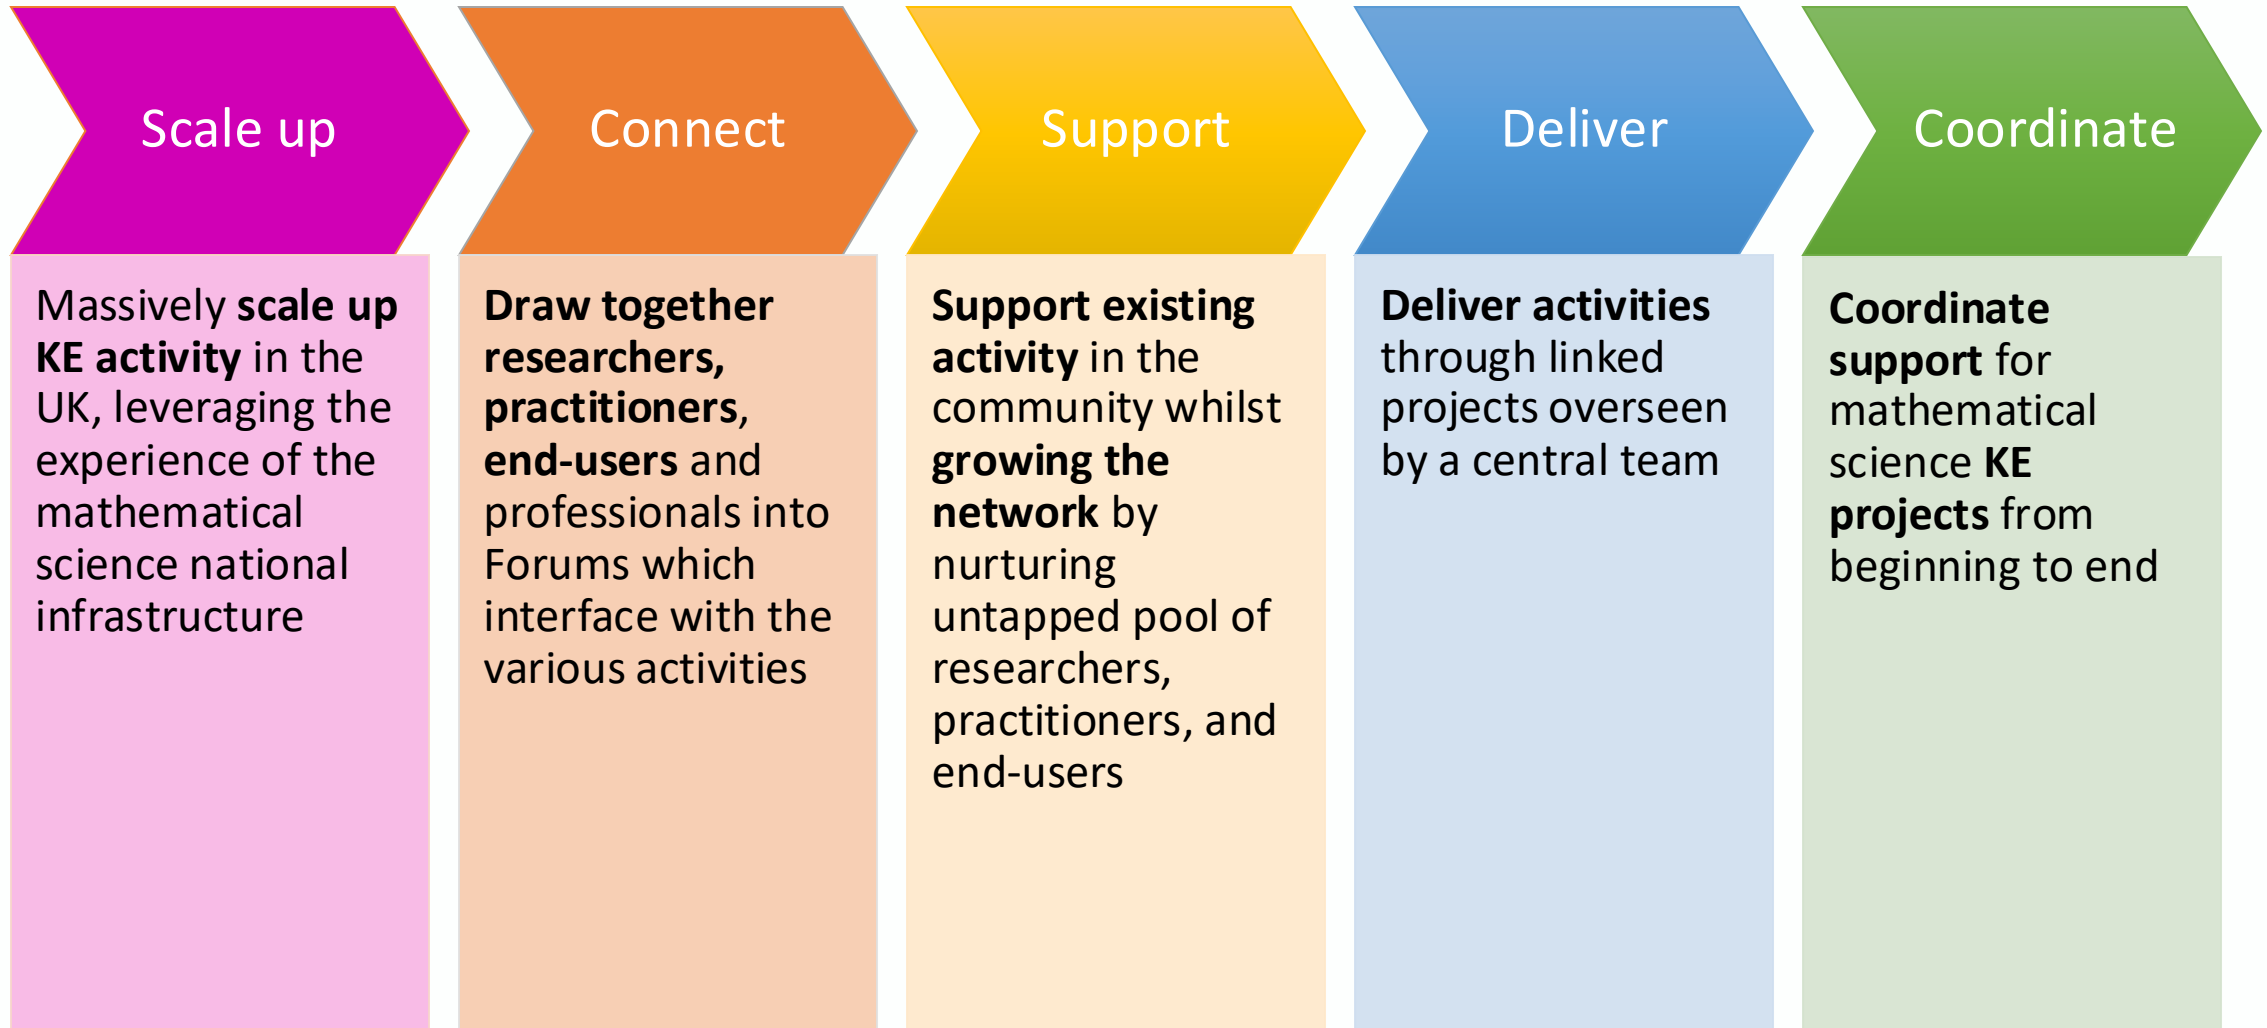 Scale up
Connect
Support
Deliver
Coordinate
Massively scale up
KE activity in the
UK, leveraging the
experience of the
mathematical
science national
infrastructure
Draw together
researchers,
practitioners,
end-users and
professionals into
Forums which
interface with the
various activities
Support existing
activity in the
community whilst
growing the
network by
nurturing
untapped pool of
researchers,
practitioners, and
end-users
Deliver activities
through linked
projects overseen
by a central team
Coordinate
support for
mathematical
science KE
projects from
beginning to end